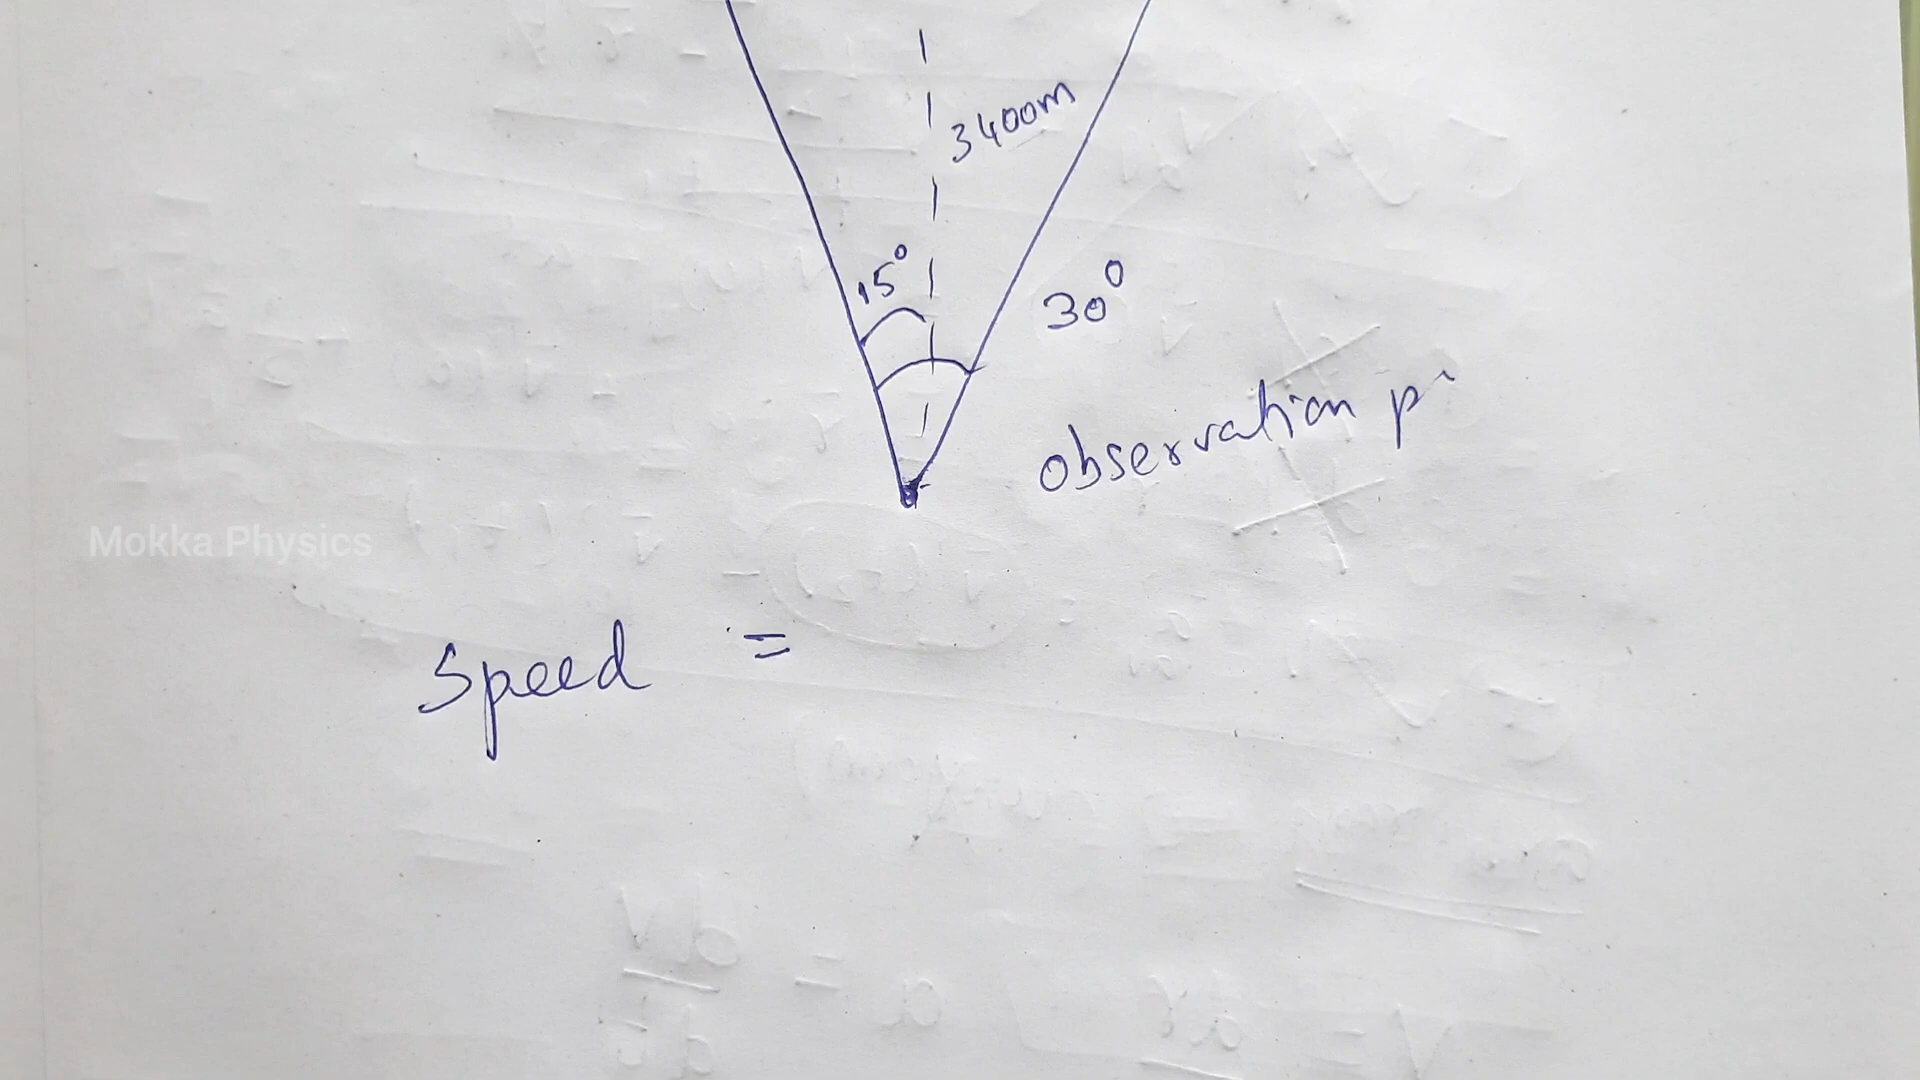 3400m
15°
30°
observation p
Mokka Physics
Speed =